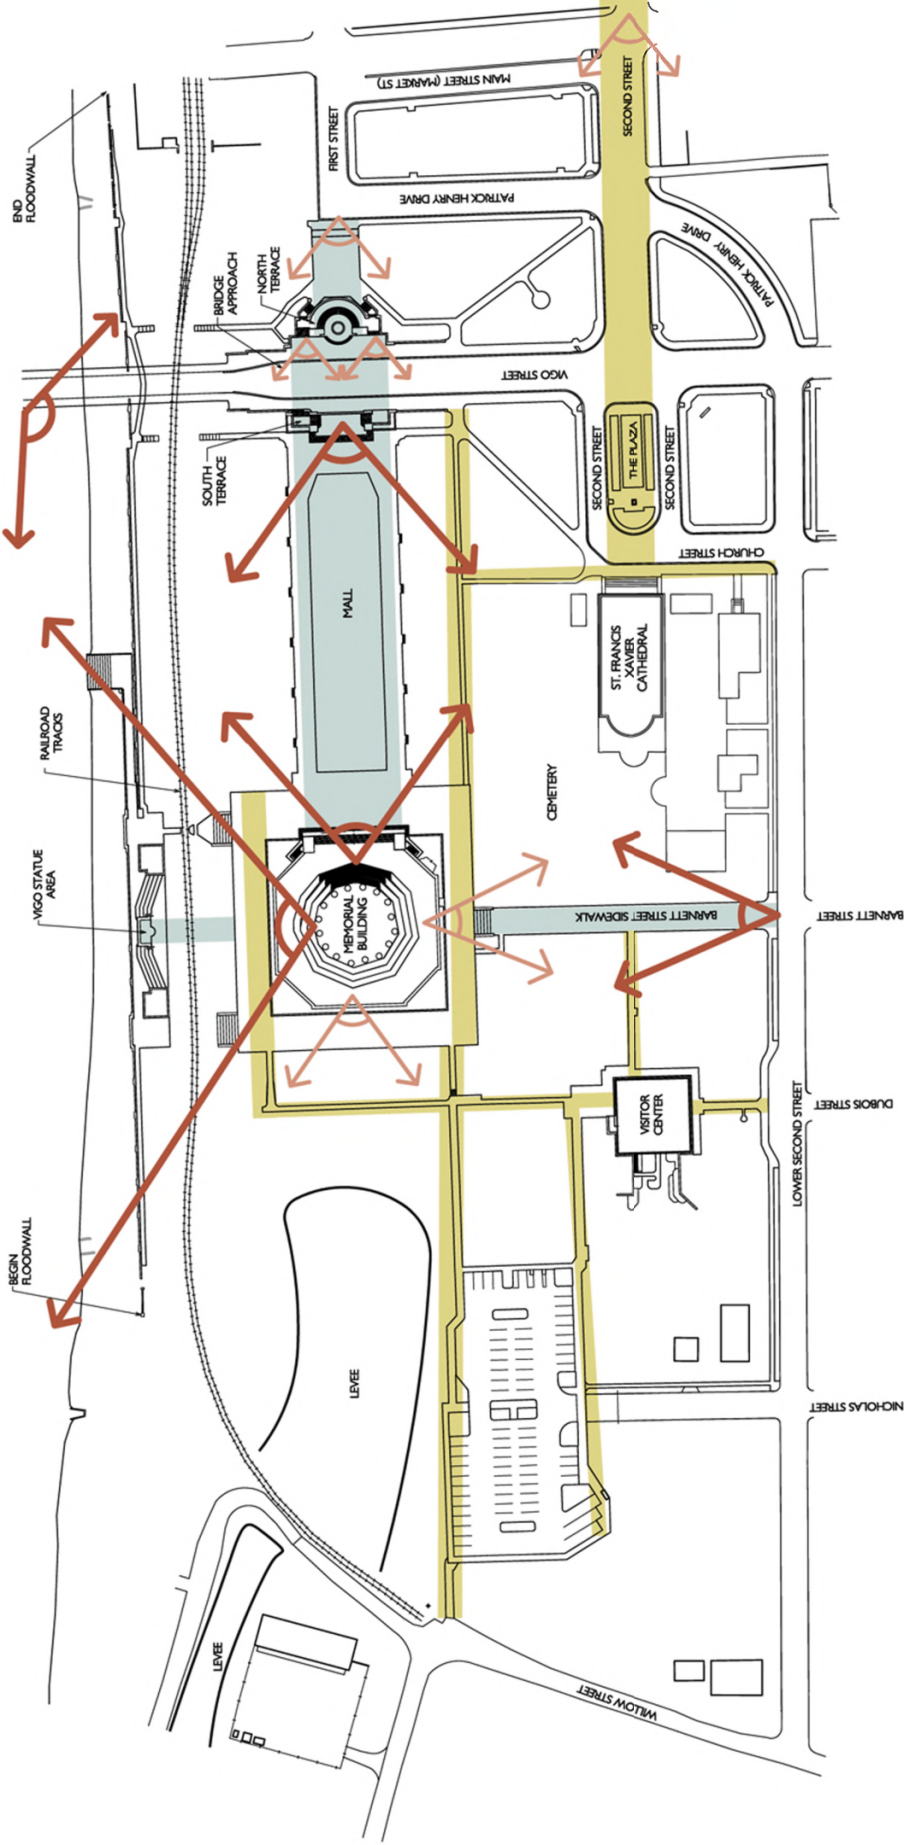 MAIN STREET (MARKET ST.)
SECOND STREET
FIRST STREET
END
FLOODWALL
PATRICK HENRY DRIVE
PATRICK HENRY DRIVE
BRIDGE
APPROACH
NORTH
TERRACE
VIGO STREET
SOUTH
TERRACE
SECOND STREET
THE PLAZA
SECOND STREET
CHURCH STREET
MALL
ST. FRANCIS
XAVIER
CATHEDRAL
RAILROAD
TRACKS
CEMETERY
VIGO STATUE
AREA
MEMORIAL
BUILDING
BARNETT STREET SIDEWALK
BARNETT STREET
VISITOR
CENTER
DUBOIS STREET
LOWER SECOND STREET
BEGIN
FLOODWALL
LEVEE
NICHOLAS STREET
LEVEE
WILLOW STREET